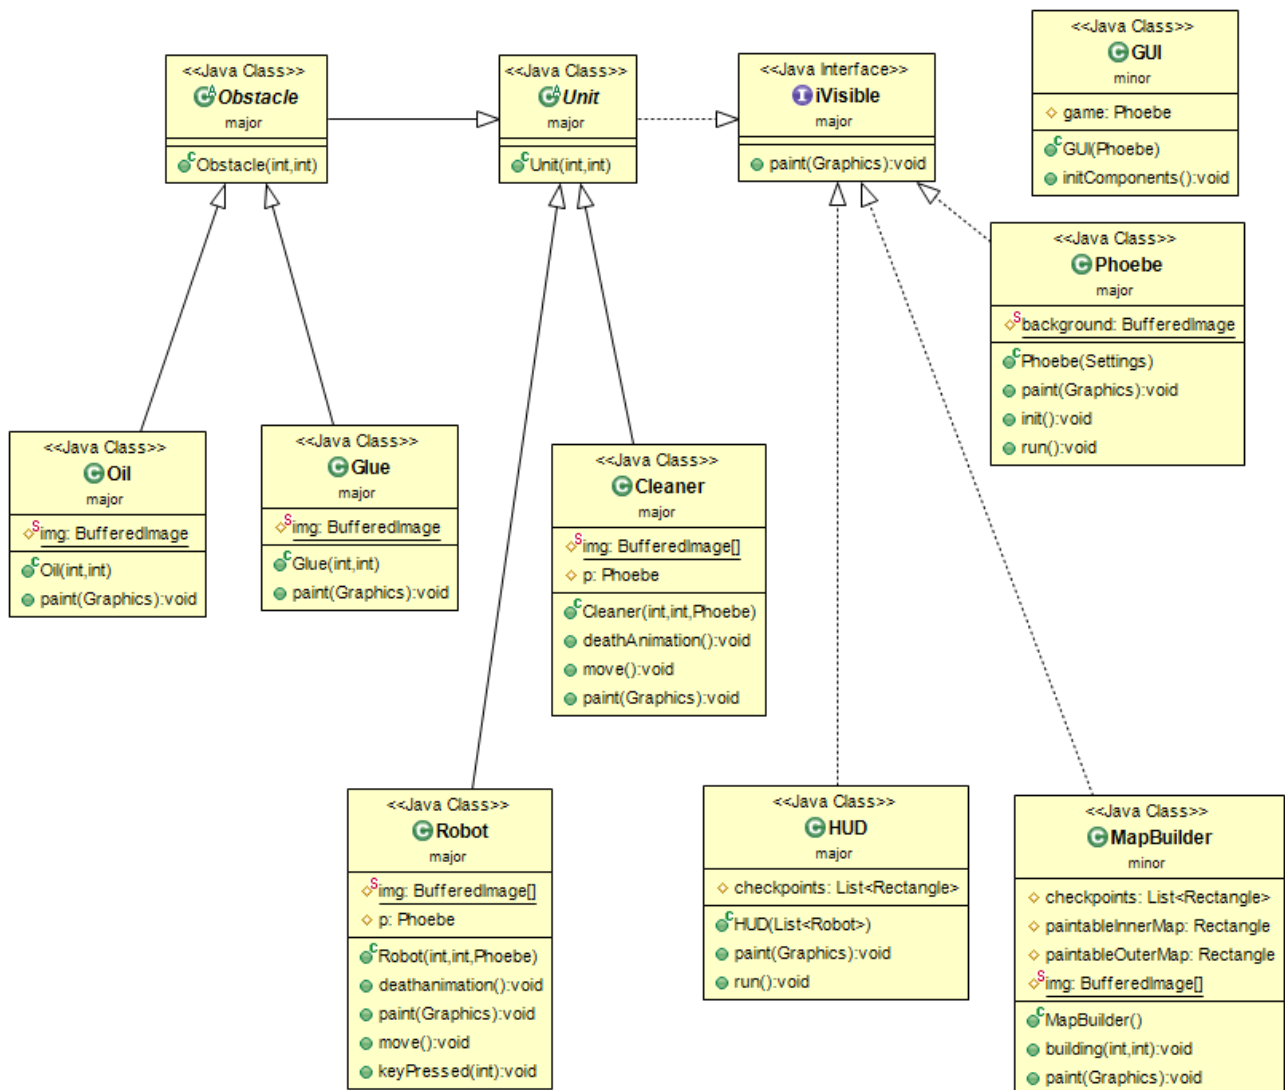 <<Java Class>>
Obstacle
major
Obstacle(int,int)
<<Java Class>>
Unit
major
Unit(int,int)
<<Java Interface>>
iVisible
major
paint(Graphics):void
<<Java Class>>
GUI
minor
game: Phoebe
GUI(Phoebe)
initComponents():void
<<Java Class>>
Phoebe
major
background: BufferedImage
Phoebe(Settings)
paint(Graphics):void
init():void
run():void
<<Java Class>>
Oil
major
img: BufferedImage
Oil(int,int)
paint(Graphics):void
<<Java Class>>
Glue
major
img: BufferedImage
Glue(int,int)
paint(Graphics):void
<<Java Class>>
Cleaner
major
img: BufferedImage[]
p: Phoebe
Cleaner(int,int,Phoebe)
deathAnimation():void
move():void
paint(Graphics):void
<<Java Class>>
Robot
major
img: BufferedImage[]
p: Phoebe
Robot(int,int,Phoebe)
deathanimation():void
paint(Graphics):void
move():void
keyPressed(int):void
<<Java Class>>
HUD
major
checkpoints: List<Rectangle>
HUD(List<Robot>)
paint(Graphics):void
run():void
<<Java Class>>
MapBuilder
minor
checkpoints: List<Rectangle>
paintableInnerMap: Rectangle
paintableOuterMap: Rectangle
img: BufferedImage[]
MapBuilder()
building(int,int):void
paint(Graphics):void